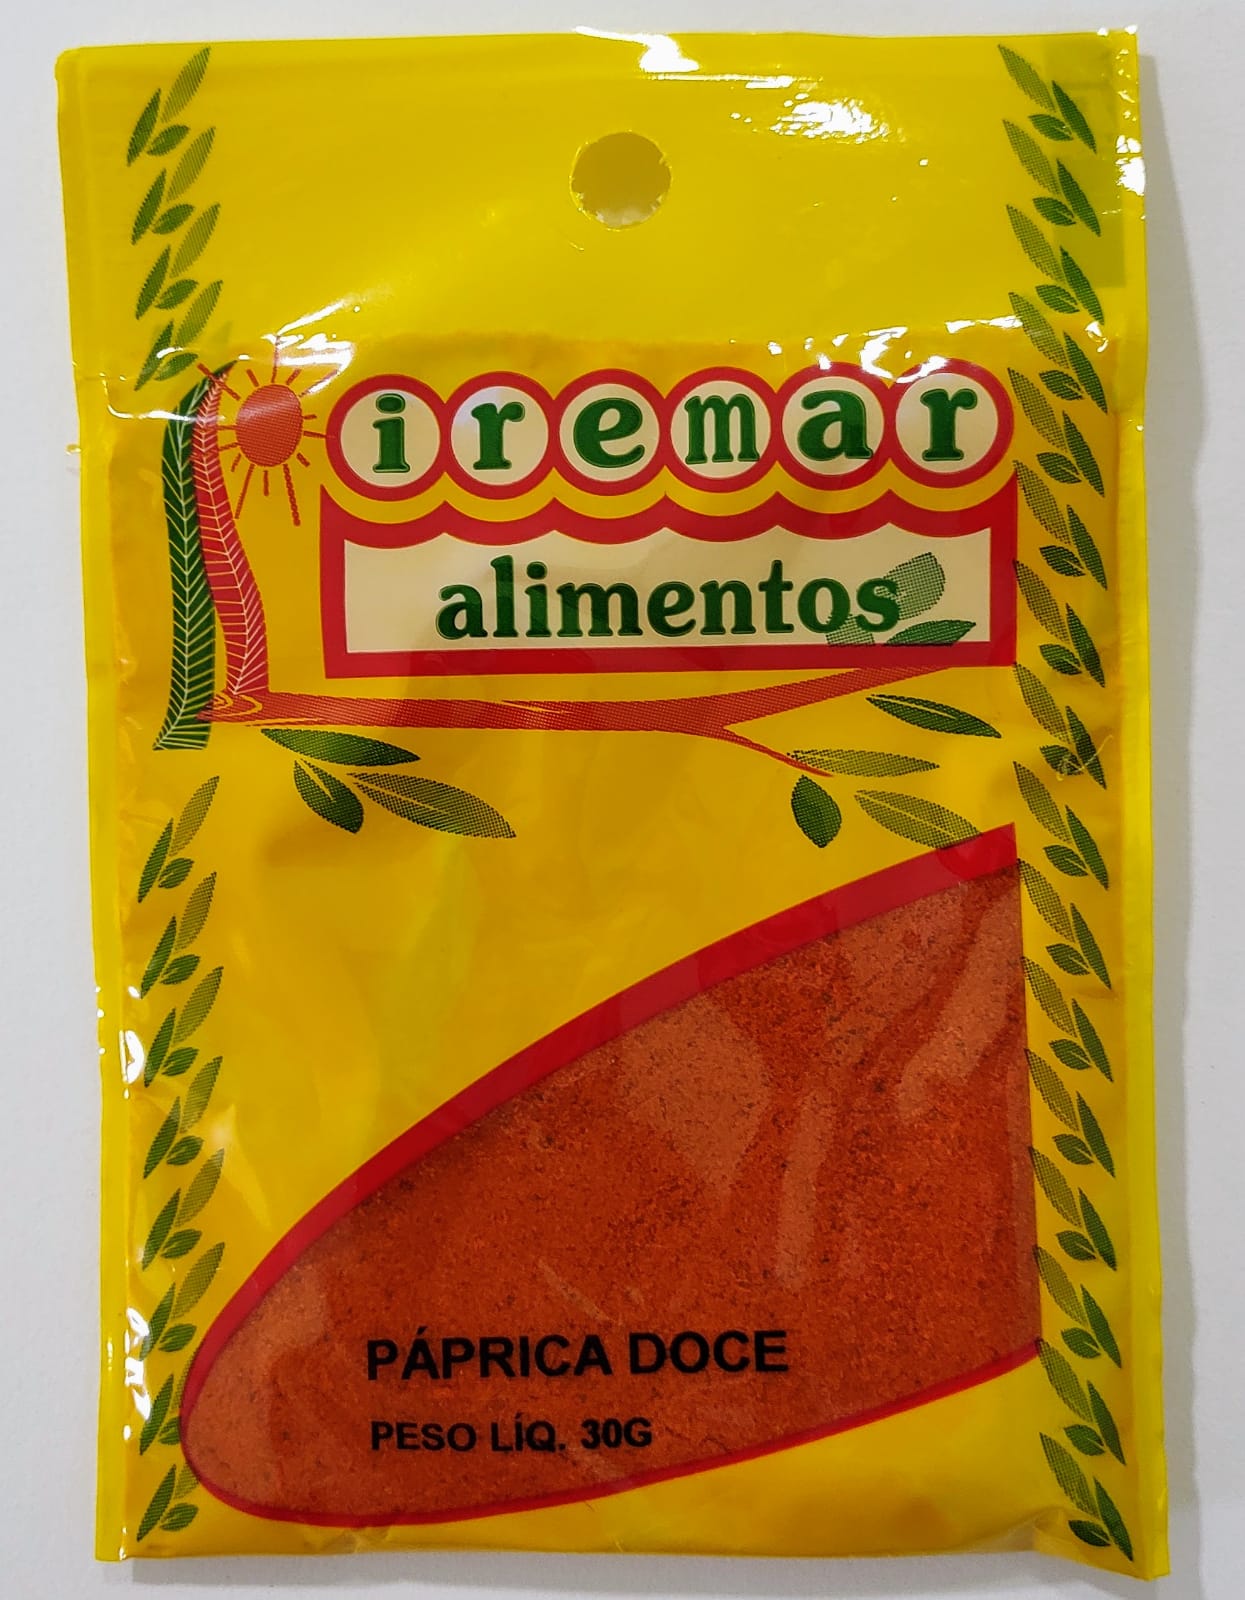 iremar
alimentos
PÁPRICA DOCE
PESO LÍQ. 30G